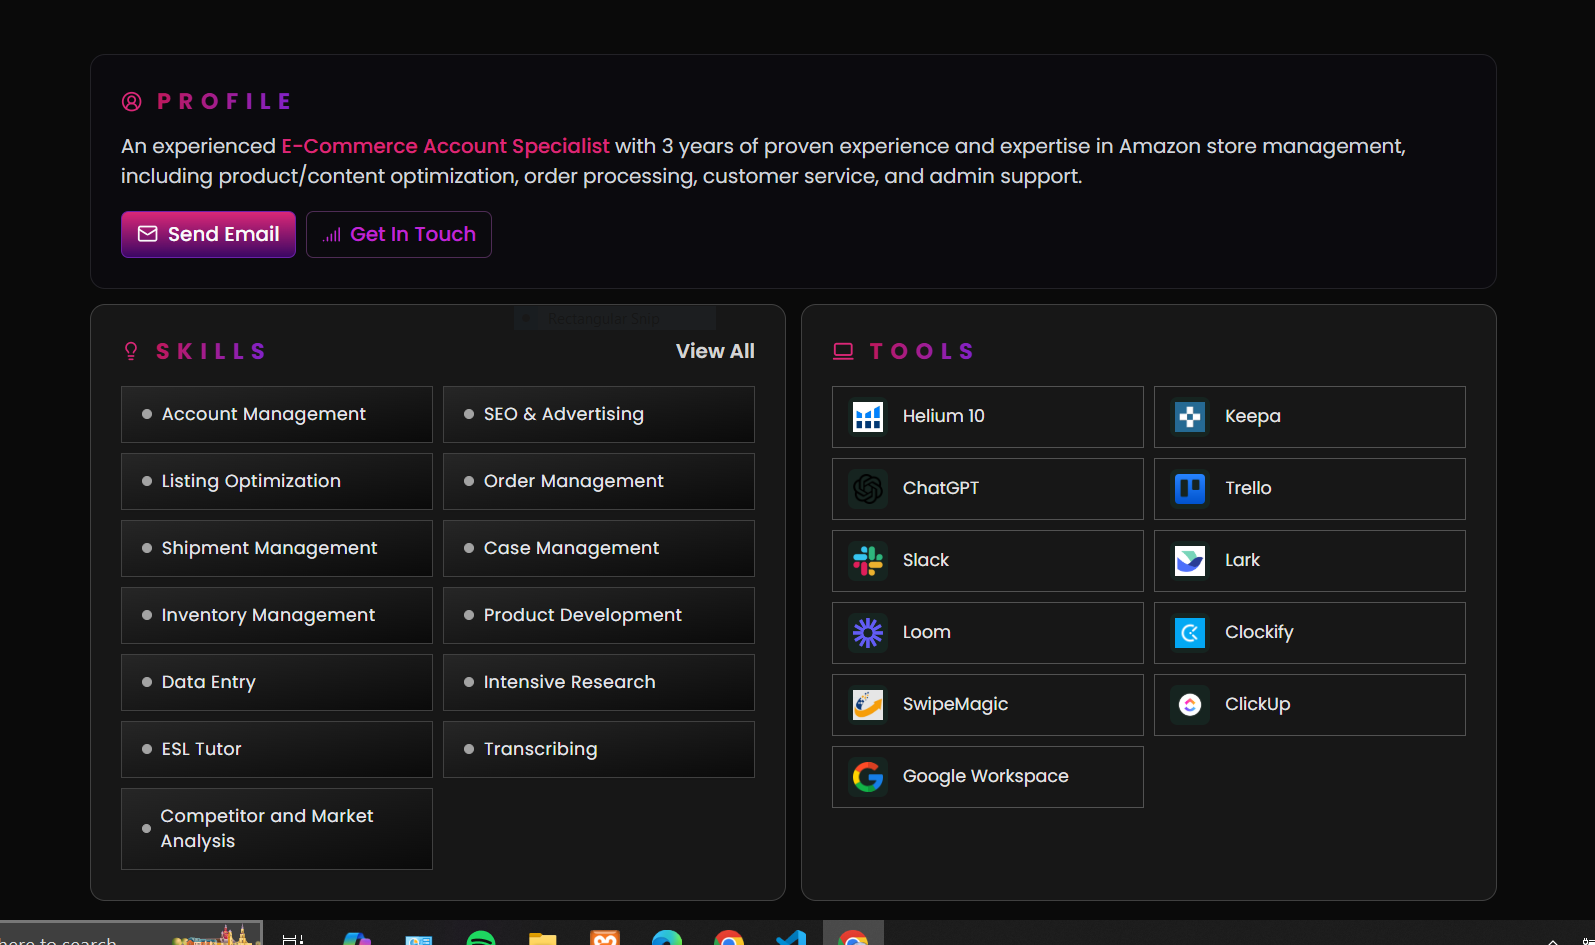 PROFILE
An experienced E-Commerce Account Specialist with 3 years of proven experience and expertise in Amazon store management,
including product/content optimization, order processing, customer service, and admin support.
Send Email
Get In Touch
Rectangular Snip
SKILLS
View All
Account Management
SEO & Advertising
Listing Optimization
Order Management
Shipment Management
Case Management
Inventory Management
Product Development
Data Entry
Intensive Research
ESL Tutor
Transcribing
Competitor and Market
Analysis
TOOLS
Helium 10
Keepa
ChatGPT
Trello
Slack
Lark
Loom
Clockify
SwipeMagic
ClickUp
Google Workspace
here to search